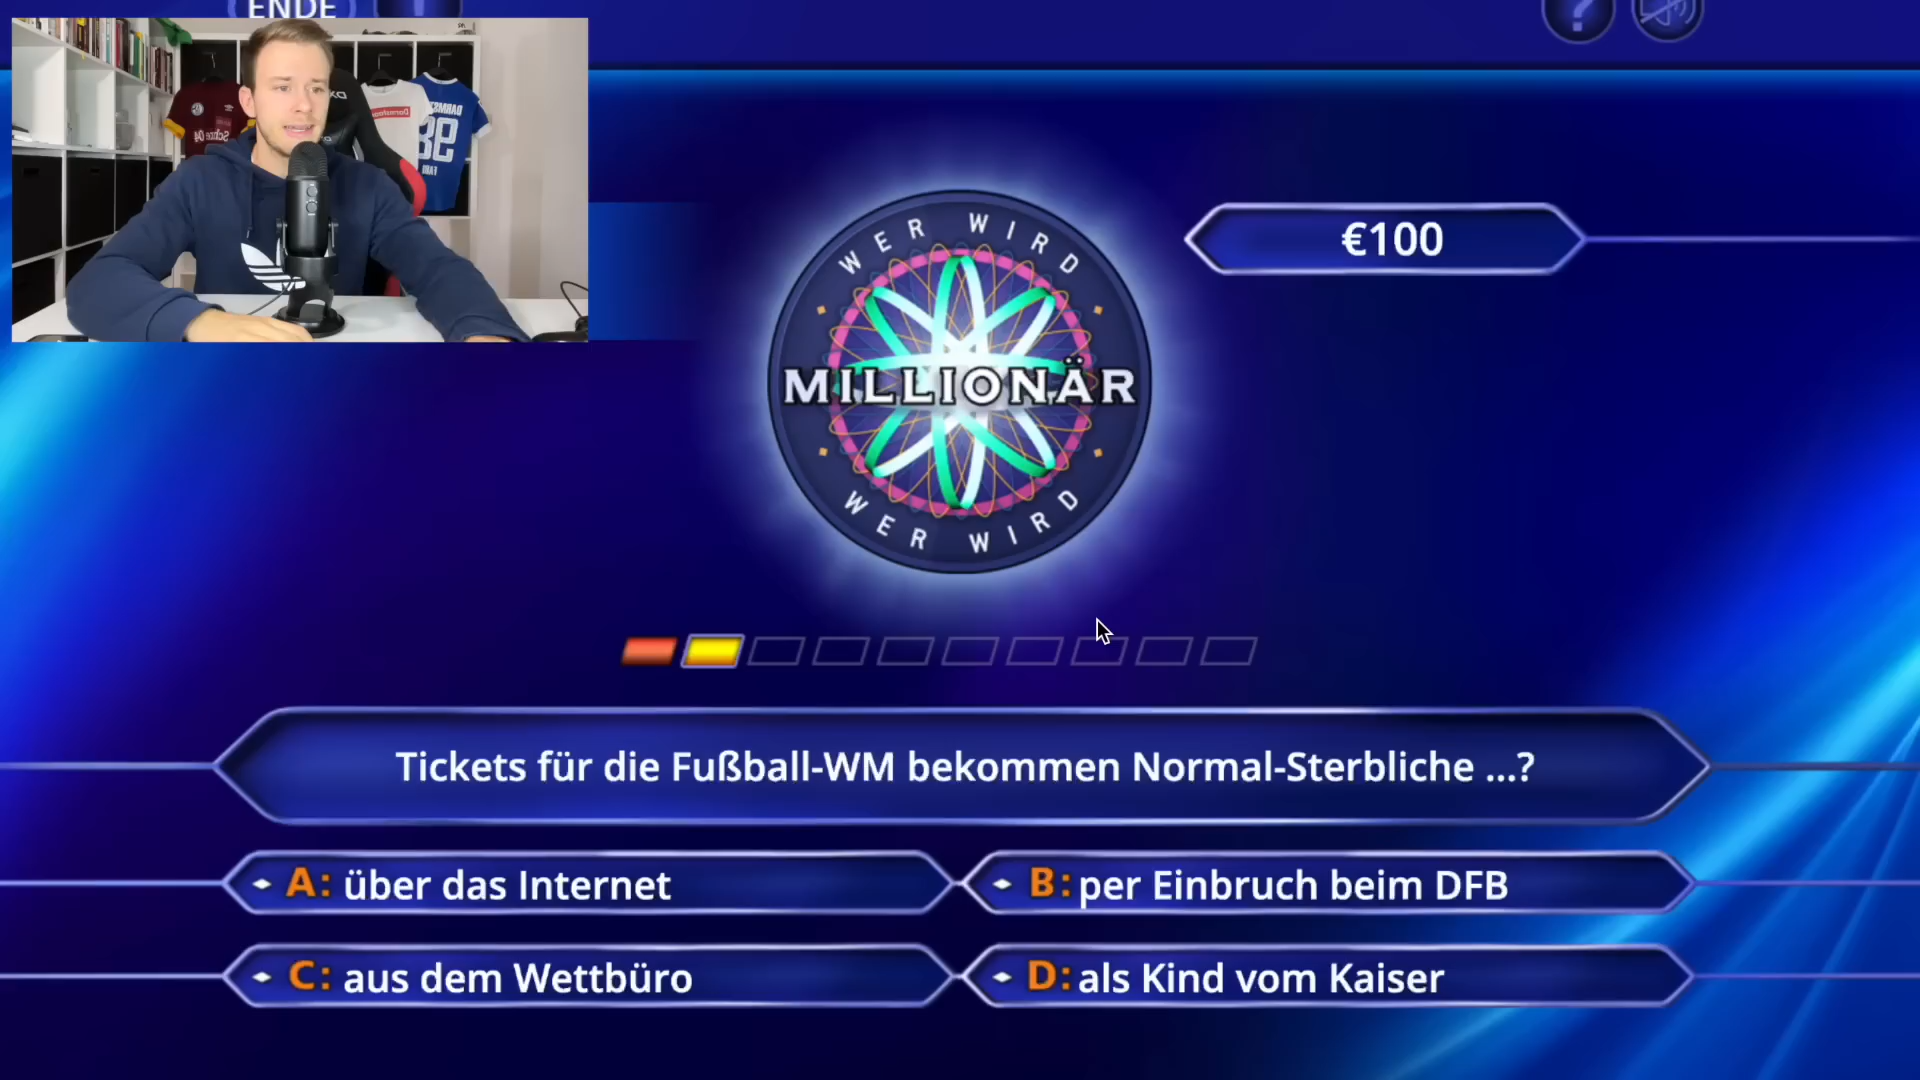 ENDE
WER WIRD
MILLIONÄR
WER WIRD
€100
Tickets für die Fußball-WM bekommen Normal-Sterbliche ...?
A: über das Internet
B: per Einbruch beim DFB
C: aus dem Wettbüro
D: als Kind vom Kaiser
?